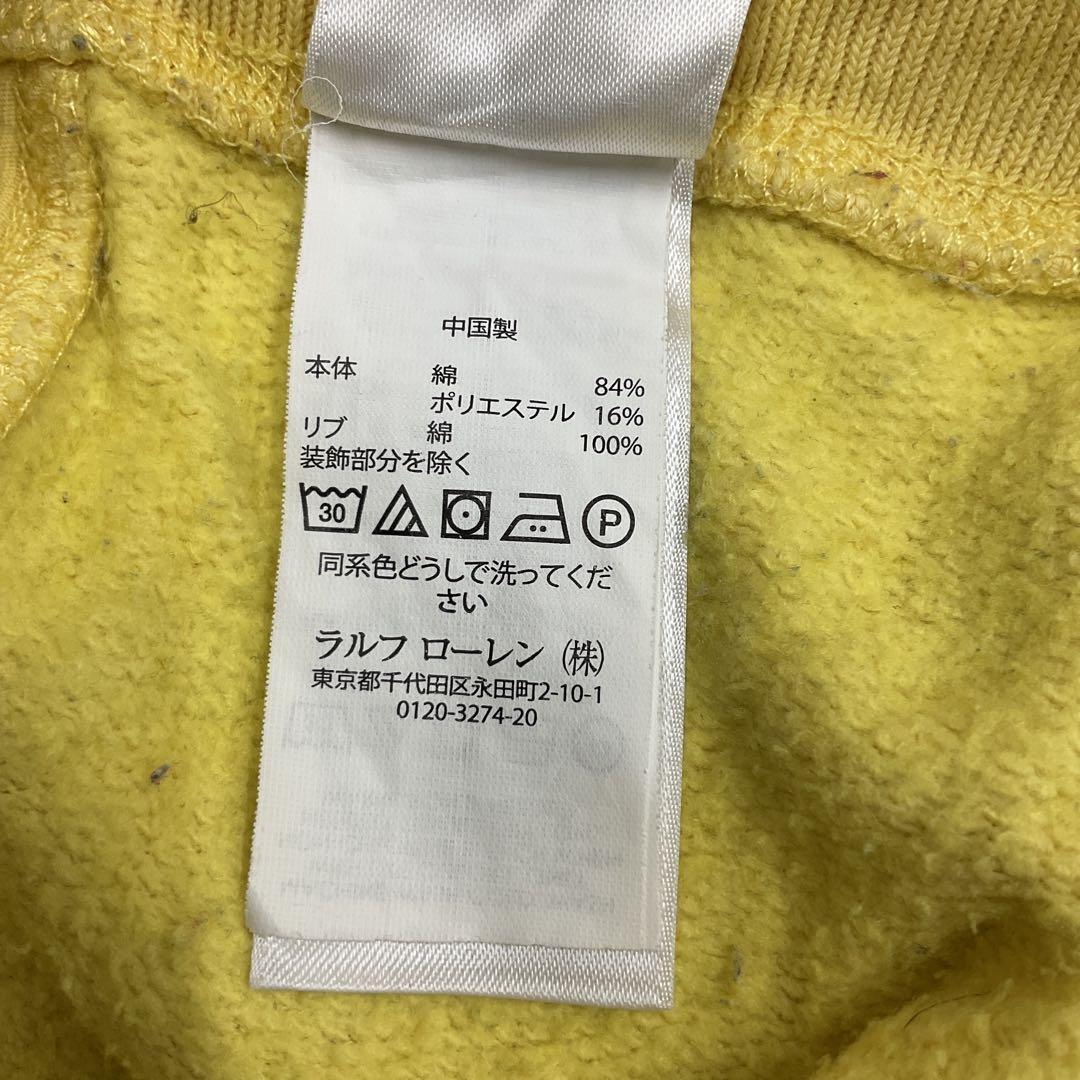 中国製
本体 綿 84%
ポリエステル 16%
リブ 綿 100%
装飾部分を除く
30 P
同系色どうしで洗ってくだ
さい
ラルフ ローレン (株)
東京都千代田区永田町2-10-1
0120-3274-20